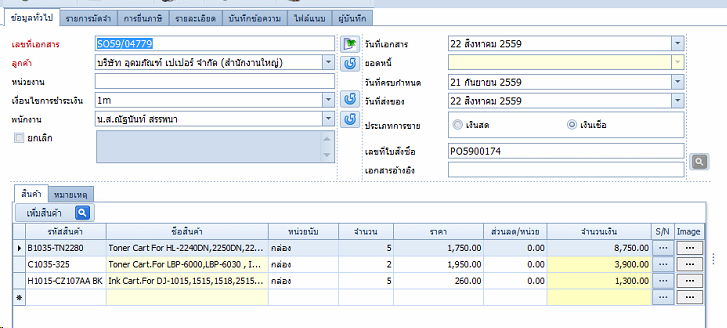 ข้อมูลทั่วไป รายการมัดจำ การยื่นภาษี รายละเอียด บันทึกข้อความ ไฟล์แนบ ผู้บันทึก
เลขที่เอกสาร SO59/04779 วันที่เอกสาร 22 สิงหาคม 2559
ลูกค้า บริษัท อุดมภัณฑ์ เปเปอร์ จำกัด (สำนักงานใหญ่) ยอดหนี้
หน่วยงาน วันที่ครบกำหนด 21 กันยายน 2559
เงื่อนไขการชำระเงิน 1m วันที่ส่งของ 22 สิงหาคม 2559
พนักงาน น.ส.ณัฐนันท์ สรรพนา ประเภทการขาย เงินสด เงินเชื่อ
ยกเลิก
เลขที่ใบสั่งซื้อ PO5900174
เอกสารอ้างอิง
สินค้า หมายเหตุ
เพิ่มสินค้า
รหัสสินค้า ชื่อสินค้า หน่วยนับ จำนวน ราคา ส่วนลด/หน่วย จำนวนเงิน S/N Image
B1035-TN2280 Toner Cart For HL-2240DN,2250DN,22... กล่อง 5 1,750.00 0.00 8,750.00 ... ...
C1035-325 Toner Cart.For LBP-6000,LBP-6030 , I... กล่อง 2 1,950.00 0.00 3,900.00 ... ...
H1015-CZ107AA BK Ink Cart.For DJ-1015,1515,1518,2515... กล่อง 5 260.00 0.00 1,300.00 ... ...